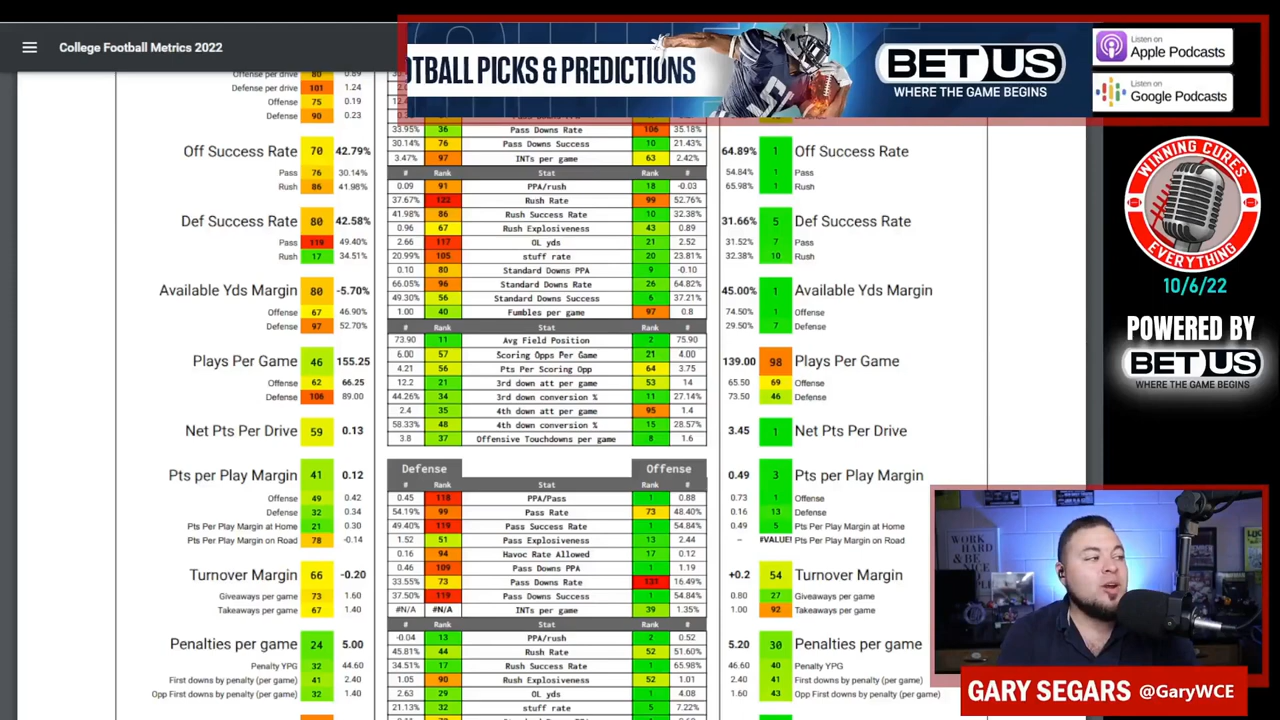 College Football Metrics 2022
OTBALL PICKS & PREDICTIONS
BETUS
WHERE THE GAME BEGINS
Listen on
Apple Podcasts
Listen on
Google Podcasts
WINNING CURES
EVERYTHING
10/6/22
POWERED BY
BETUS
WHERE THE GAME BEGINS
Offense per drive 80 0.89
Defense per drive 101 1.24
Offense 75 0.19
Defense 90 0.23
Off Success Rate 70 42.79%
Pass 76 30.14%
Rush 86 41.98%
Def Success Rate 80 42.58%
Pass 119 49.40%
Rush 17 34.51%
Available Yds Margin 80 -5.70%
Offense 67 46.90%
Defense 97 52.70%
Plays Per Game 46 155.25
Offense 62 66.25
Defense 106 89.00
Net Pts Per Drive 59 0.13
Pts per Play Margin 41 0.12
Offense 49 0.42
Defense 32 0.30
Pts Per Play Margin at Home 21 0.30
Pts Per Play Margin on Road 78 -0.14
Turnover Margin 66 -0.20
Giveaways per game 73 1.60
Takeaways per game 67 1.40
Penalties per game 24 5.00
Penalty YPG 32 44.60
First downs by penalty (per game) 41 2.40
Opp First downs by penalty (per game) 32 1.40
33.95% 36 Pass Downs Rate 106 35.18%
30.14% 76 Pass Downs Success 10 21.43%
3.47% 97 INTs per game 63 2.42%
# Rank Stat Rank #
0.09 91 PPA/rush 18 -0.03
37.67% 122 Rush Rate 99 52.76%
41.98% 86 Rush Success Rate 10 32.38%
0.96 67 Rush Explosiveness 43 0.89
2.66 117 OL yds 21 2.52
20.99% 105 stuff rate 20 23.81%
0.10 80 Standard Downs PPA 9 -0.10
66.05% 96 Standard Downs Rate 26 64.82%
49.30% 56 Standard Downs Success 6 37.21%
1.00 40 Fumbles per game 97 0.8
# Rank Stat Rank #
73.90 11 Avg Field Position 2 75.90
6.00 57 Scoring Opps Per Game 21 4.00
4.21 56 Pts Per Scoring Opp 64 3.75
12.2 21 3rd down att per game 53 14
44.26% 34 3rd down conversion % 11 27.14%
2.4 35 4th down att per game 95 1.4
58.33% 48 4th down conversion % 15 28.57%
3.8 37 Offensive Touchdowns per game 8 1.6
Defense Offense
# Rank Stat Rank #
0.45 118 PPA/Pass 1 0.88
54.19% 99 Pass Rate 73 48.40%
49.40% 119 Pass Success Rate 1 54.84%
1.52 51 Pass Explosiveness 13 2.44
0.16 94 Havoc Rate Allowed 17 0.12
0.46 109 Pass Downs PPA 1 1.19
33.55% 73 Pass Downs Rate 131 16.49%
37.50% 119 Pass Downs Success 1 54.84%
#N/A #N/A INTs per game 39 1.35%
# Rank Stat Rank #
-0.04 13 PPA/rush 2 0.52
45.81% 44 Rush Rate 52 51.60%
34.51% 17 Rush Success Rate 1 65.98%
1.05 90 Rush Explosiveness 52 1.01
2.63 29 OL yds 1 4.08
21.13% 32 stuff rate 5 7.22%
64.89% 1 Off Success Rate
54.84% 1 Pass
65.98% 1 Rush
31.66% 5 Def Success Rate
31.52% 7 Pass
32.38% 10 Rush
45.00% 1 Available Yds Margin
74.50% 1 Offense
29.50% 7 Defense
139.00 98 Plays Per Game
65.50 69 Offense
73.50 46 Defense
3.45 1 Net Pts Per Drive
0.49 3 Pts per Play Margin
0.73 1 Offense
0.16 13 Defense
0.49 5 Pts Per Play Margin at Home
-- #VALUE! Pts Per Play Margin on Road
+0.2 54 Turnover Margin
0.80 27 Giveaways per game
1.00 92 Takeaways per game
5.20 30 Penalties per game
46.60 40 Penalty YPG
2.40 41 First downs by penalty (per game)
1.60 43 Opp First downs by penalty (per game)
WORK
HARD
& BE
GARY SEGARS @GaryWCE